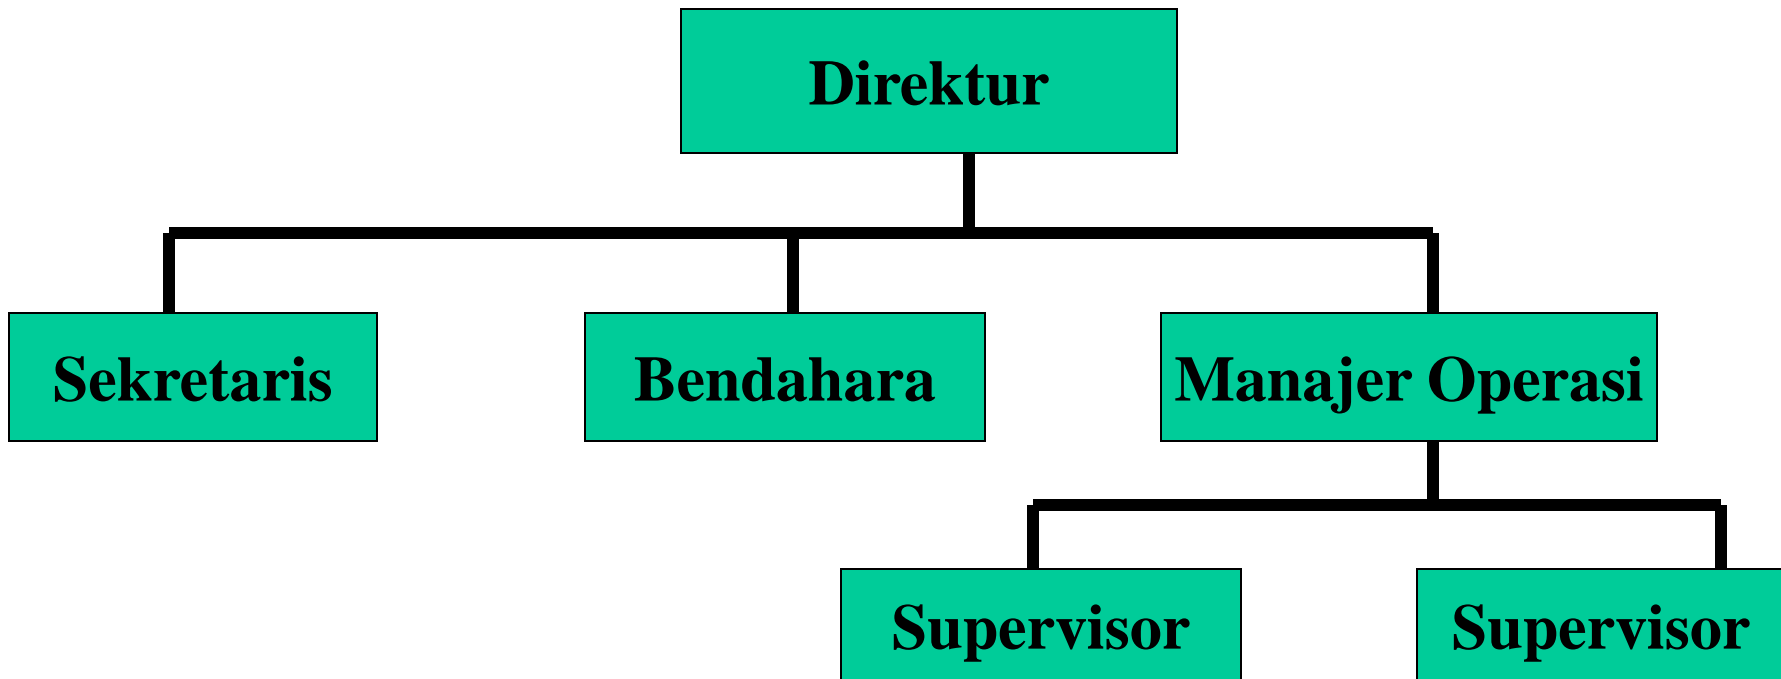 Direktur
Sekretaris
Bendahara
Manajer Operasi
Supervisor
Supervisor